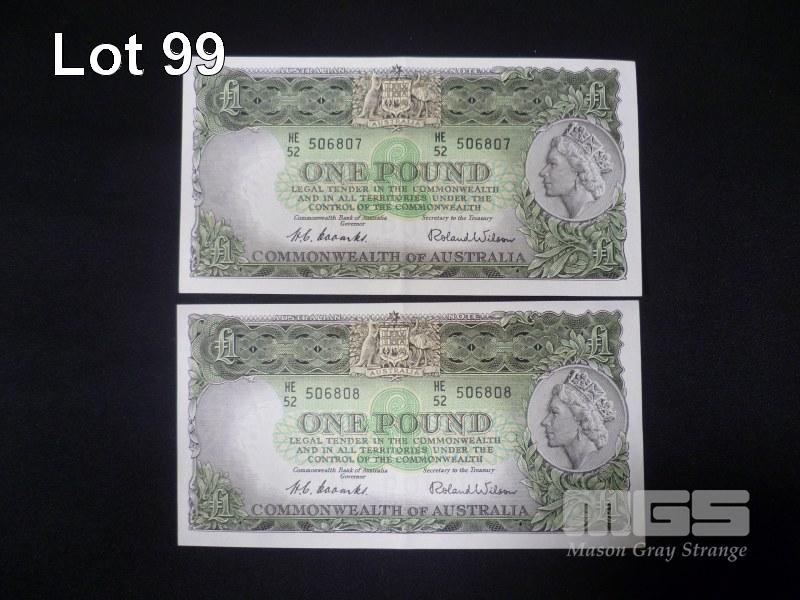 Lot 99
AUSTRALIAN NOTE
£1 £1
AUSTRALIA
HE 52 506807 HE 52 506807
ONE POUND
LEGAL TENDER IN THE COMMONWEALTH
AND IN ALL TERRITORIES UNDER THE
CONTROL OF THE COMMONWEALTH
Commonwealth Bank of Australia Secretary to the Treasury
Governor
H.C. Coombs. Roland Wilson
£1 £1
COMMONWEALTH OF AUSTRALIA
AUSTRALIAN NOTE
£1 £1
AUSTRALIA
HE 52 506808 HE 52 506808
ONE POUND
LEGAL TENDER IN THE COMMONWEALTH
AND IN ALL TERRITORIES UNDER THE
CONTROL OF THE COMMONWEALTH
Commonwealth Bank of Australia Secretary to the Treasury
Governor
H.C. Coombs. Roland Wilson
£1 £1
COMMONWEALTH OF AUSTRALIA
MGS
Mason Gray Strange